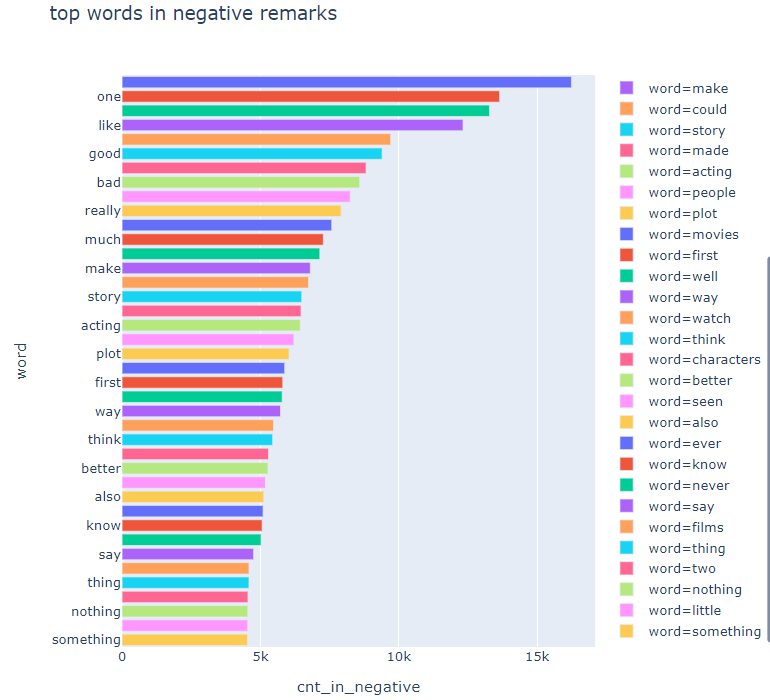 top words in negative remarks
word
one
like
good
bad
really
much
make
story
acting
plot
first
way
think
better
also
know
say
thing
nothing
something
0
5k
10k
15k
cnt_in_negative
word=make
word=could
word=story
word=made
word=acting
word=people
word=plot
word=movies
word=first
word=well
word=way
word=watch
word=think
word=characters
word=better
word=seen
word=also
word=ever
word=know
word=never
word=say
word=films
word=thing
word=two
word=nothing
word=little
word=something